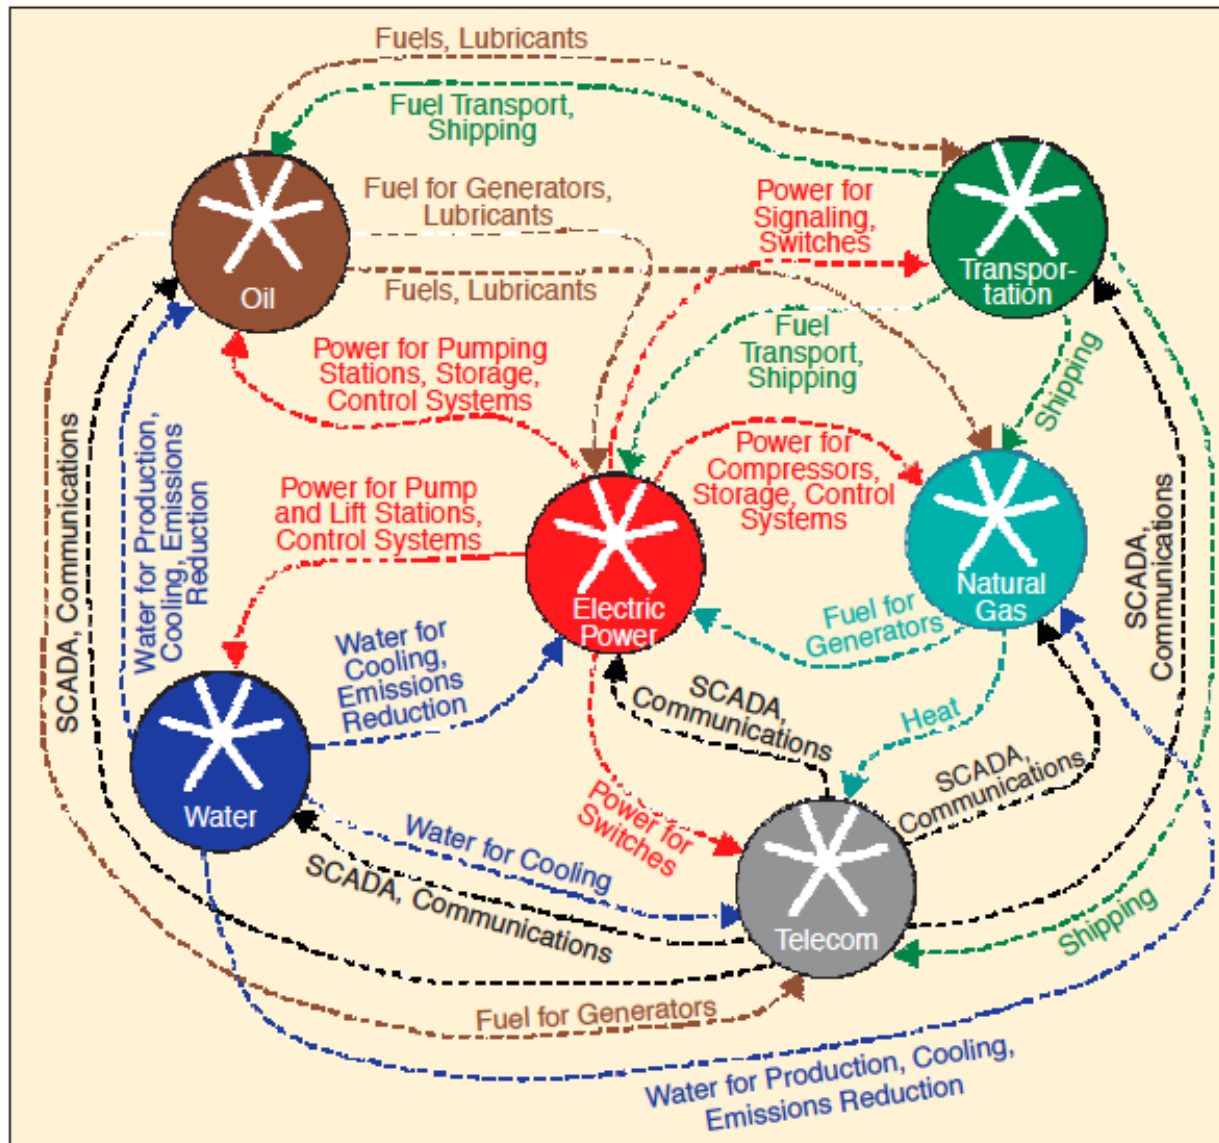 Fuels, Lubricants
Fuel Transport,
Shipping
Fuel for Generators,
Lubricants
Power for
Signaling,
Switches
Transpor-
tation
Oil
Fuels, Lubricants
Fuel
Transport,
Shipping
Shipping
Power for Pumping
Stations, Storage,
Control Systems
Power for
Compressors,
Storage, Control
Systems
Power for Pump
and Lift Stations,
Control Systems
SCADA, Communications
Water for Production,
Cooling, Emissions
Reduction
SCADA,
Communications
Electric
Power
Natural
Gas
Fuel for
Generators
Water for
Cooling,
Emissions
Reduction
SCADA,
Communications
Heat
SCADA,
Communications
Water
Power for
Switches
Water for Cooling
SCADA, Communications
Telecom
Shipping
Fuel for Generators
Water for Production, Cooling,
Emissions Reduction